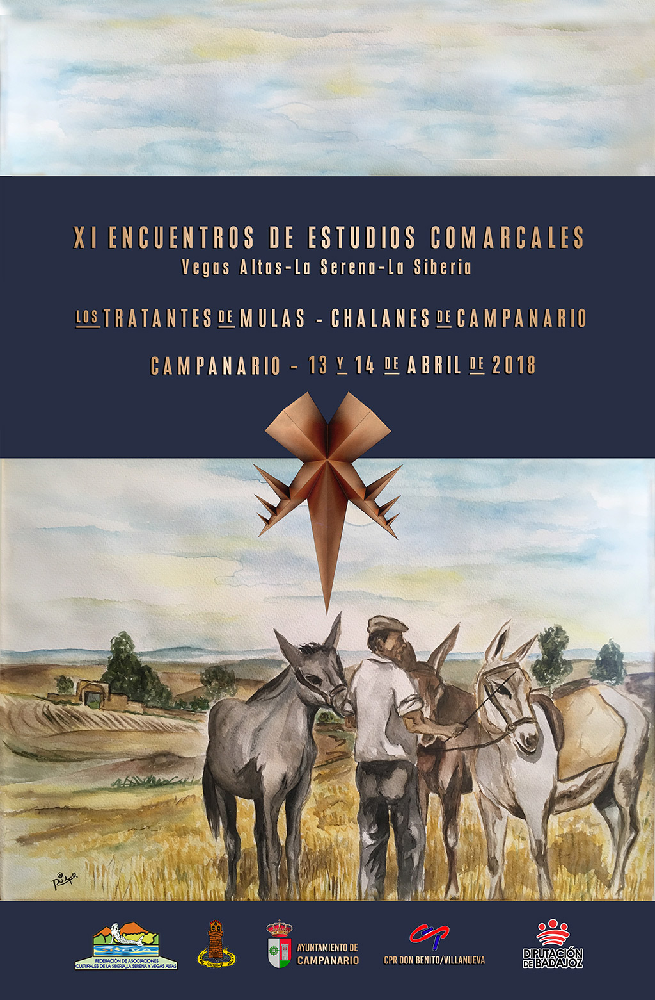 XI ENCUENTROS DE ESTUDIOS COMARCALES
Vegas Altas-La Serena-La Siberia
LOS TRATANTES DE MULAS - CHALANES DE CAMPANARIO
CAMPANARIO - 13 Y 14 DE ABRIL DE 2018
SISEVA
FEDERACIÓN DE ASOCIACIONES
CULTURALES DE LA SIBERIA,LA SERENA Y VEGAS ALTAS
AYUNTAMIENTO DE
CAMPANARIO
CPR DON BENITO/VILLANUEVA
DIPUTACIÓN
DE BADAJOZ